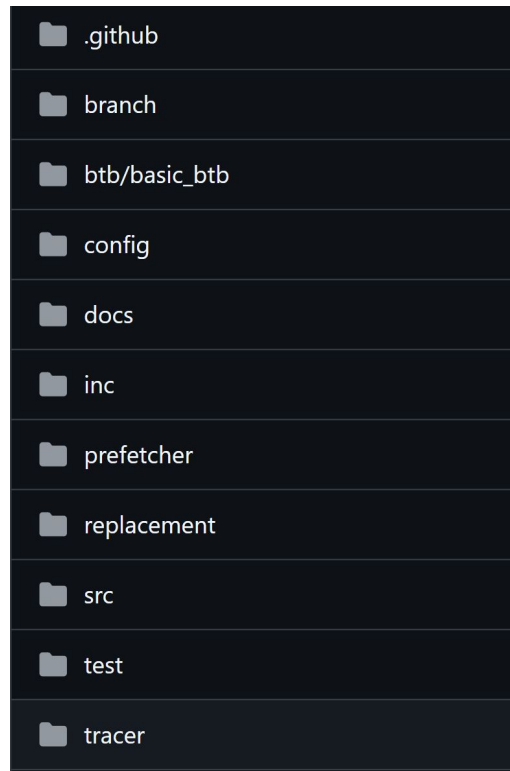 .github
branch
btb/basic_btb
config
docs
inc
prefetcher
replacement
src
test
tracer